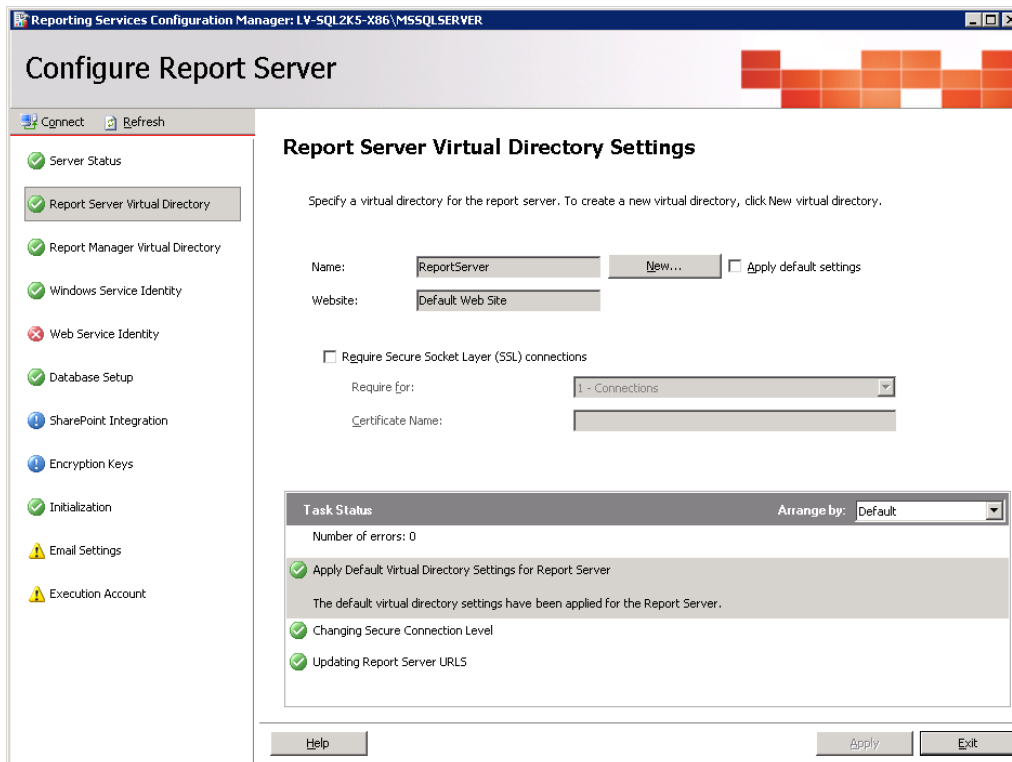 Reporting Services Configuration Manager: LV-SQL2K5-X86\MSSQLSERVER
Configure Report Server
Connect Refresh
Server Status
Report Server Virtual Directory
Report Manager Virtual Directory
Windows Service Identity
Web Service Identity
Database Setup
SharePoint Integration
Encryption Keys
Initialization
Email Settings
Execution Account
Report Server Virtual Directory Settings
Specify a virtual directory for the report server. To create a new virtual directory, click New virtual directory.
Name: ReportServer New... Apply default settings
Website: Default Web Site
Require Secure Socket Layer (SSL) connections
Require for: 1 - Connections
Certificate Name:
Task Status Arrange by: Default
Number of errors: 0
Apply Default Virtual Directory Settings for Report Server
The default virtual directory settings have been applied for the Report Server.
Changing Secure Connection Level
Updating Report Server URLS
Help Apply Exit